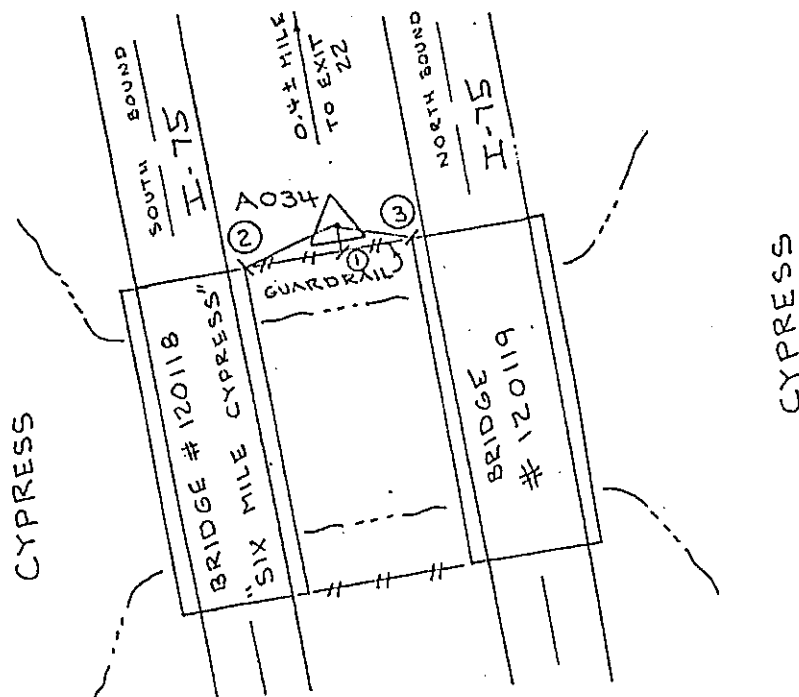 SOUTH BOUND
I-75
0.4± MILE
TO EXIT
22
NORTH BOUND
I-75
A034
2
3
1
GUARDRAIL
BRIDGE # 120118
"SIX MILE CYPRESS"
BRIDGE
# 120119
CYPRESS
CYPRESS